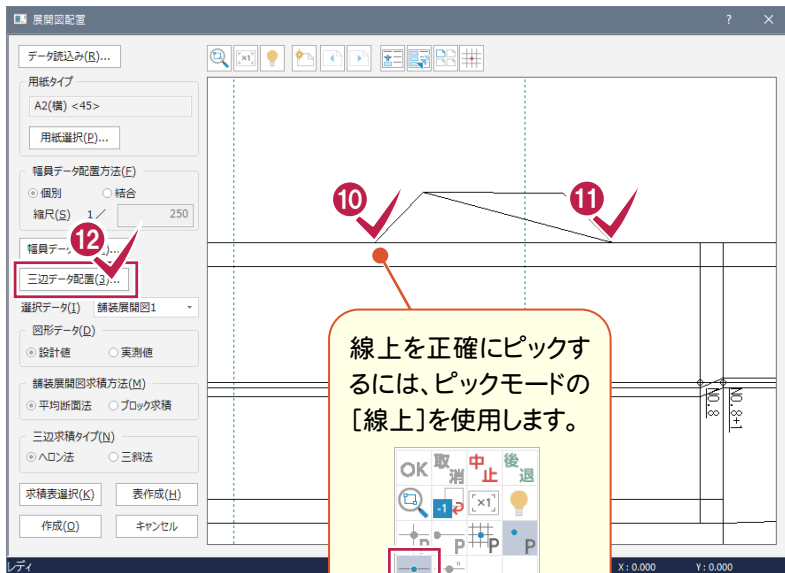 展開図配置
? ×
データ読込み(R)...
用紙タイプ
A2(横) <45>
用紙選択(P)...
幅員データ配置方法(F)
個別 結合
縮尺(S) 1/ 250
幅員デー
三辺データ配置(3)...
選択データ(I) 舗装展開図1
図形データ(D)
設計値 実測値
舗装展開図求積方法(M)
平均断面法 ブロック求積
三辺求積タイプ(N)
ヘロン法 三斜法
求積表選択(K) 表作成(H)
作成(O) キャンセル
レディ
×1
10
11
12
線上を正確にピックす
るには、ピックモードの
[線上]を使用します。
OK 取消 中止 後退
-1 ×1
P P P P
NO.8
NO.8+1
X : 0.000 Y : 0.000